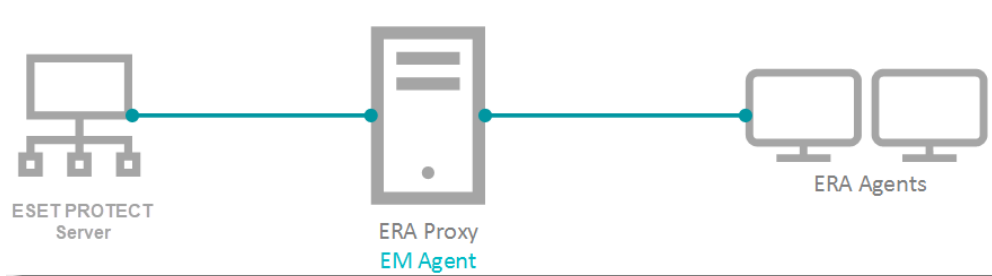 ESET PROTECT
Server
ERA Proxy
EM Agent
ERA Agents